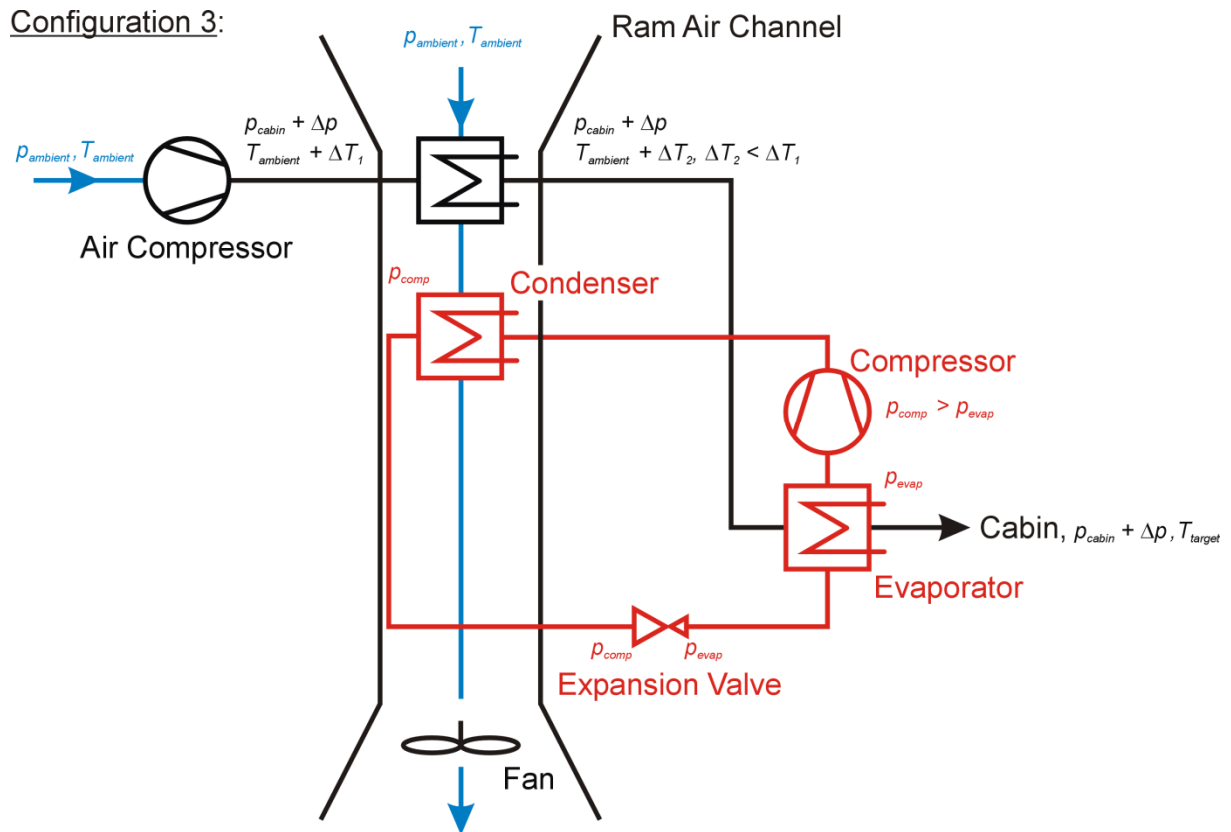 Configuration 3:
Ram Air Channel
p_ambient, T_ambient
p_cabin + Δp
T_ambient + ΔT_1
p_cabin + Δp
T_ambient + ΔT_2, ΔT_2 < ΔT_1
p_ambient, T_ambient
Air Compressor
p_comp
Condenser
Compressor
p_comp > p_evap
p_evap
Cabin, p_cabin + Δp, T_target
Evaporator
p_comp
p_evap
Expansion Valve
Fan